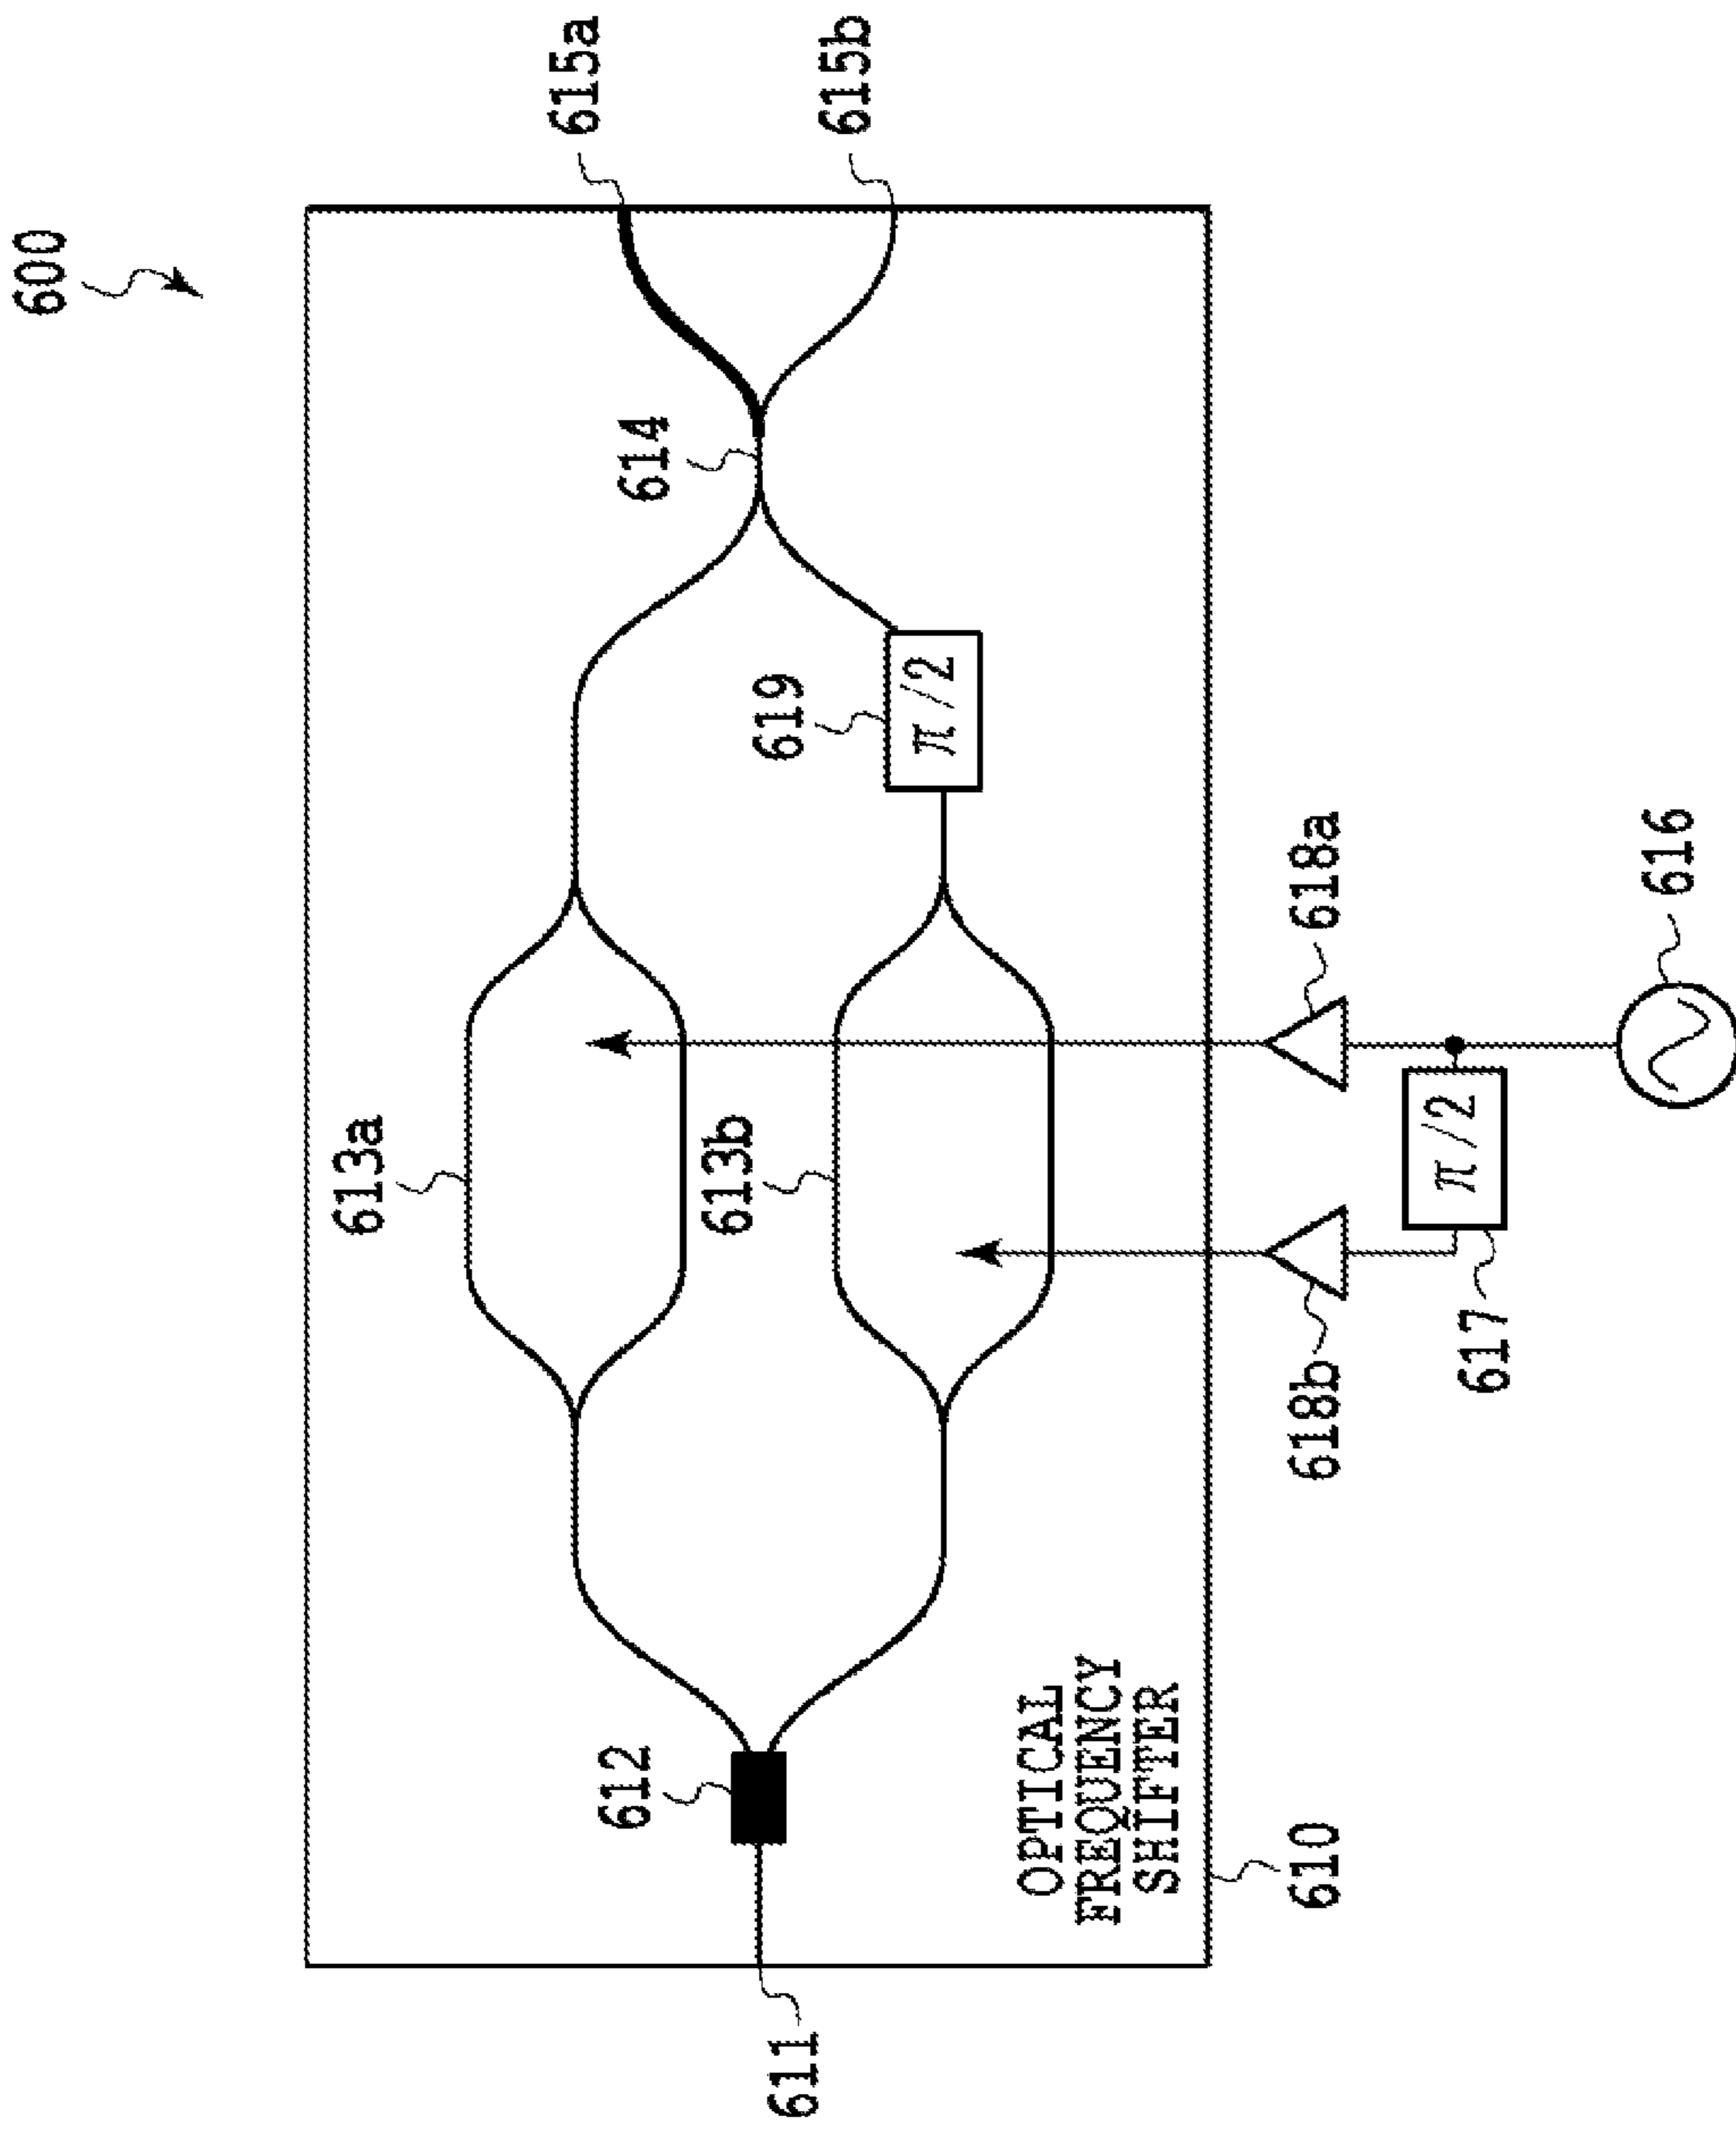 600
615a
615b
614
619
π/2
613a
613b
612
611
OPTICAL
FREQUENCY
SHIFTER
610
618a
618b
π/2
617
616